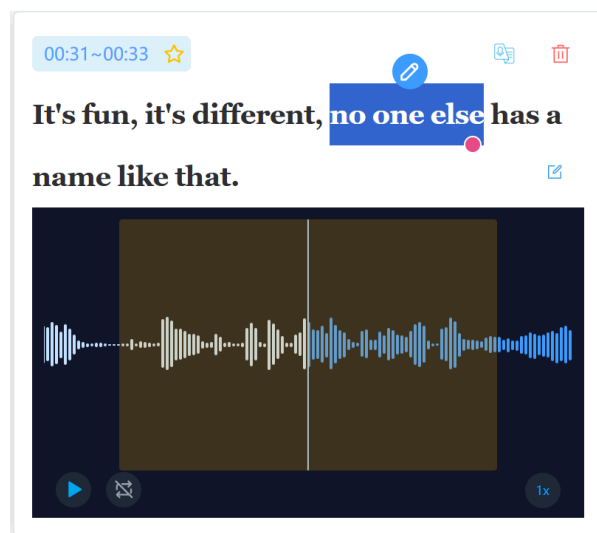 00:31~00:33
It's fun, it's different, no one else has a
name like that.
1x